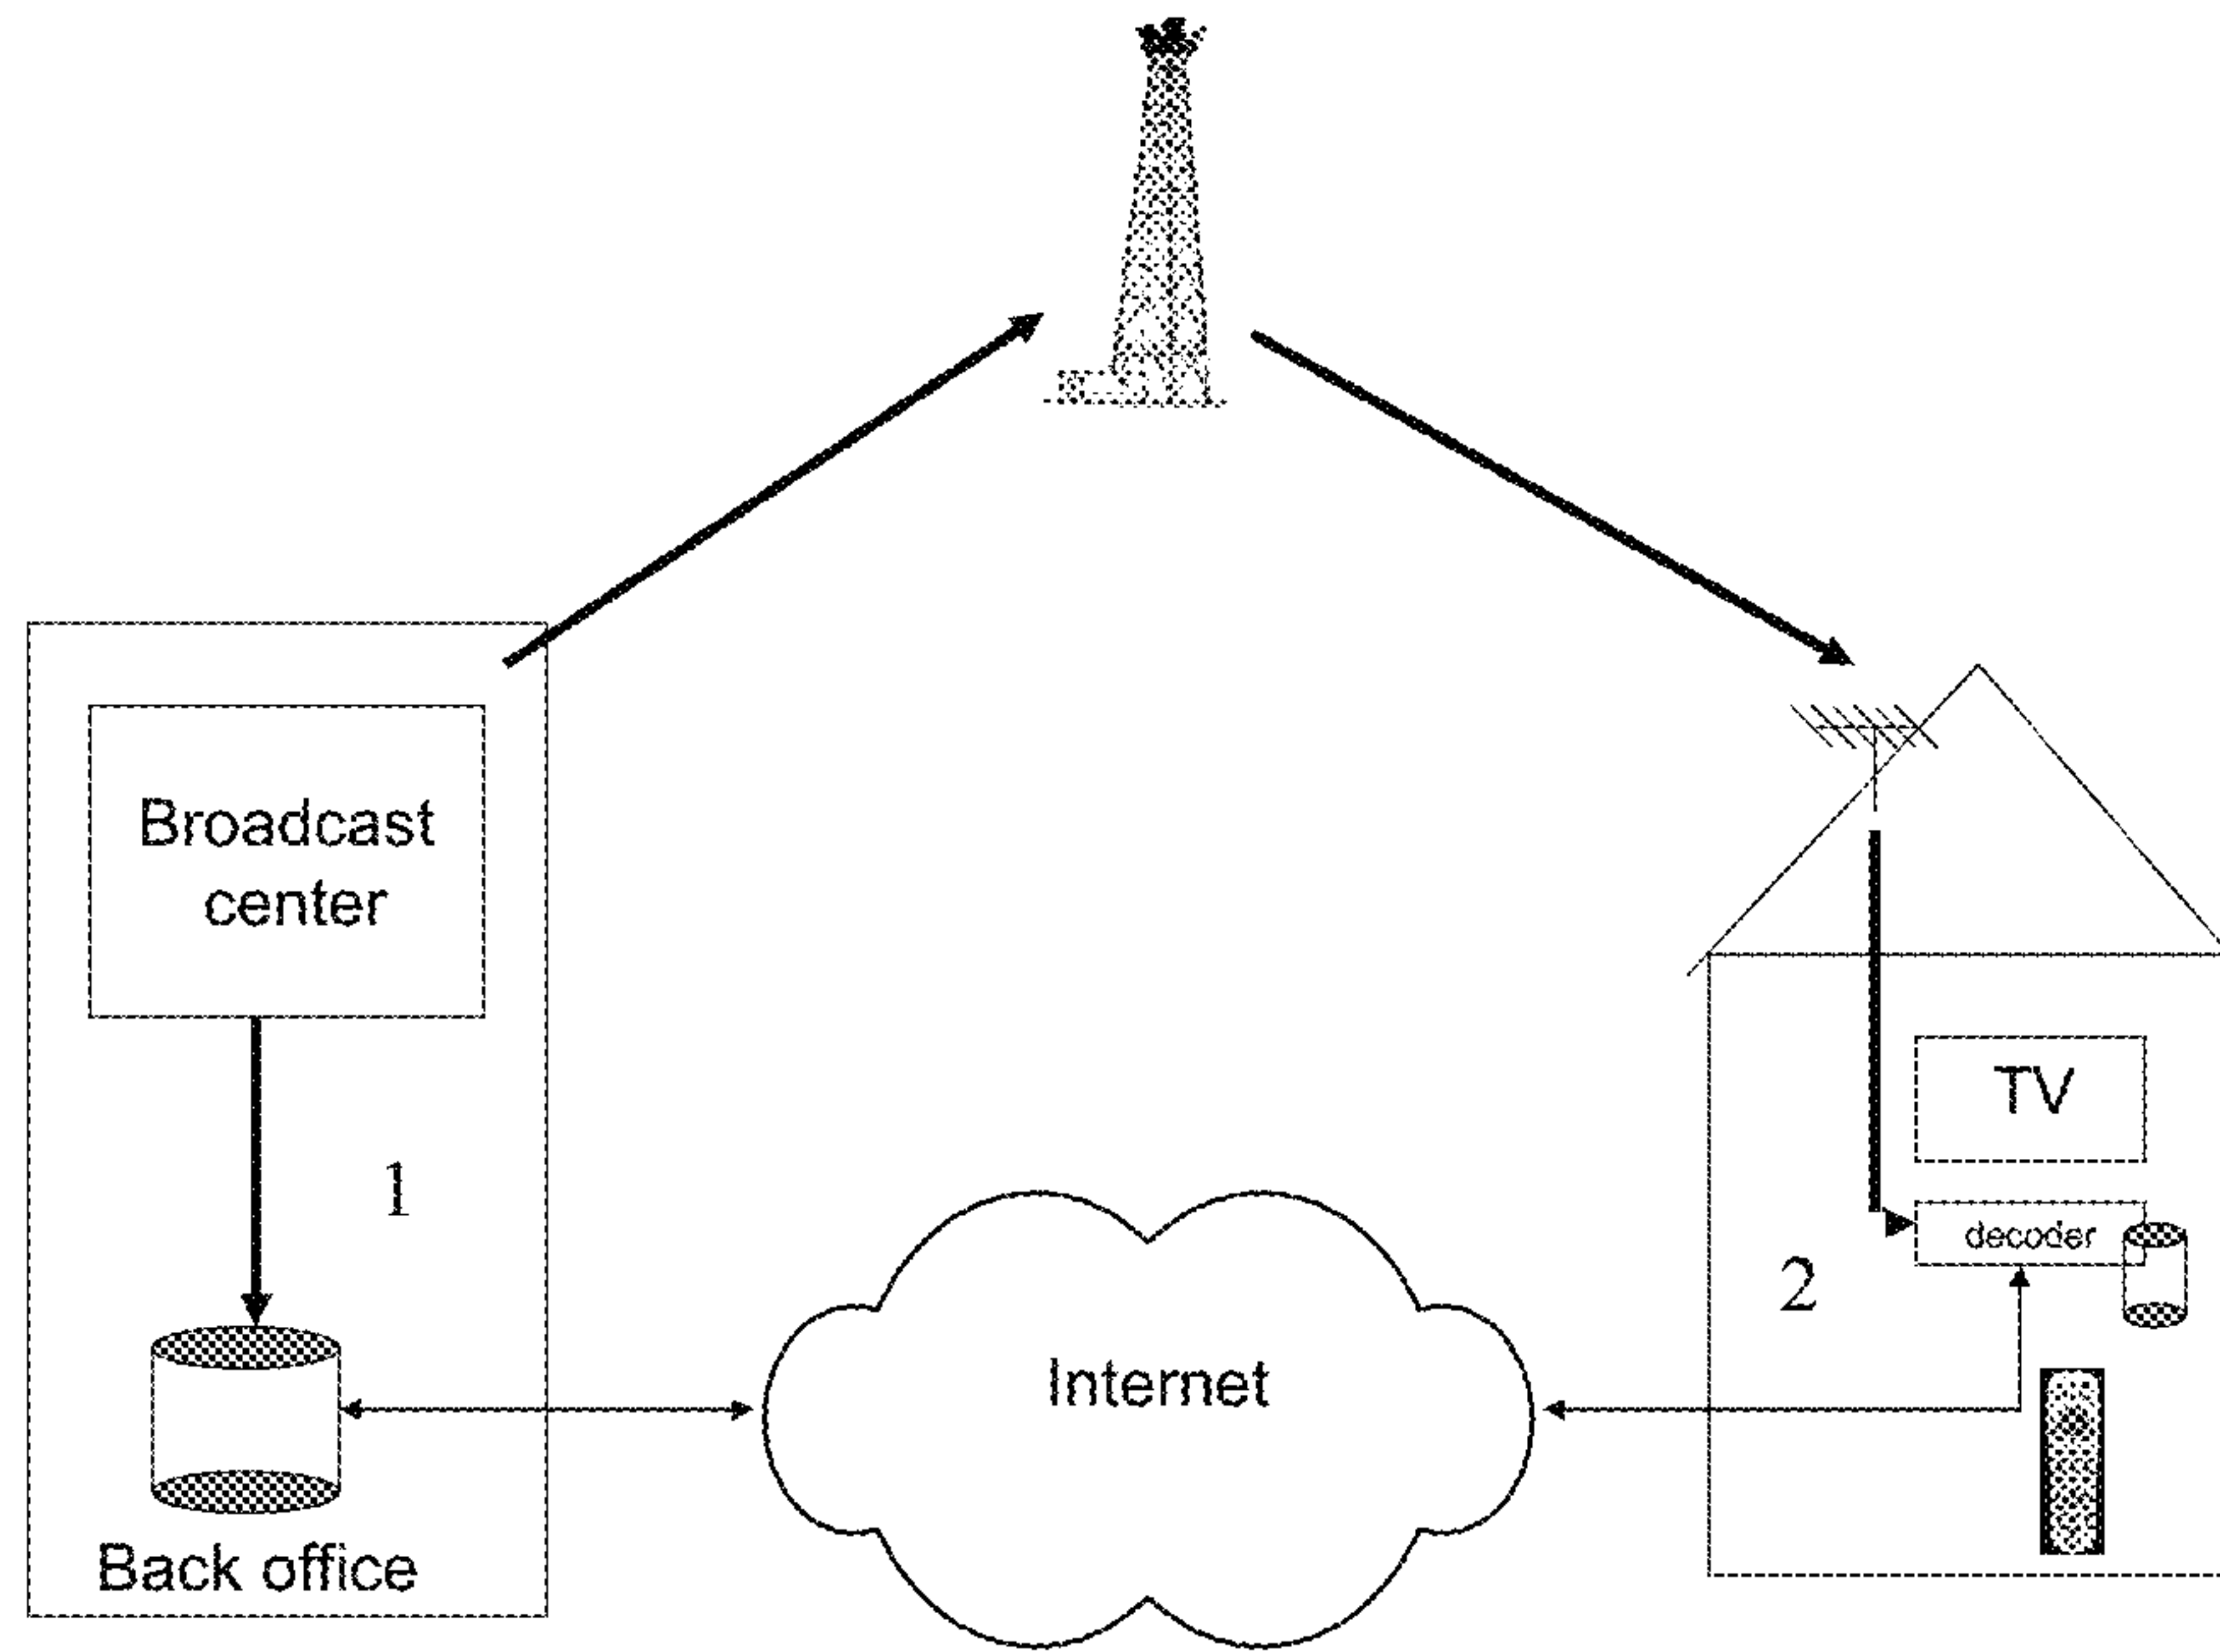 Broadcast
center
1
Back office
Internet
TV
decoder
2